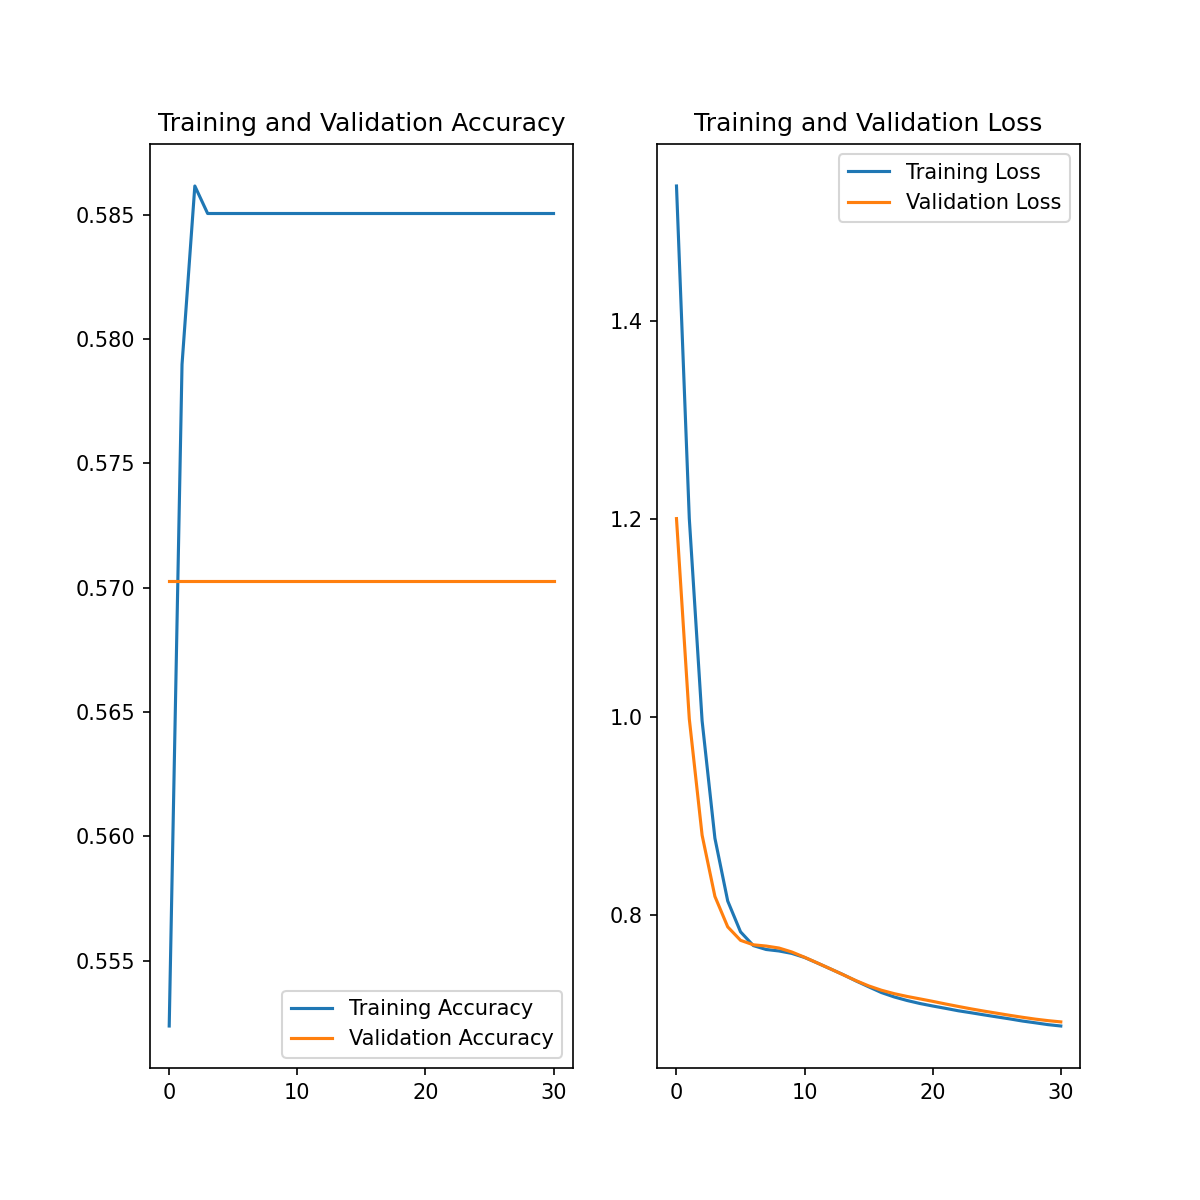 Training and Validation Accuracy
0.585
0.580
0.575
0.570
0.565
0.560
0.555
Training Accuracy
Validation Accuracy
0 10 20 30
Training and Validation Loss
Training Loss
Validation Loss
1.4
1.2
1.0
0.8
0 10 20 30